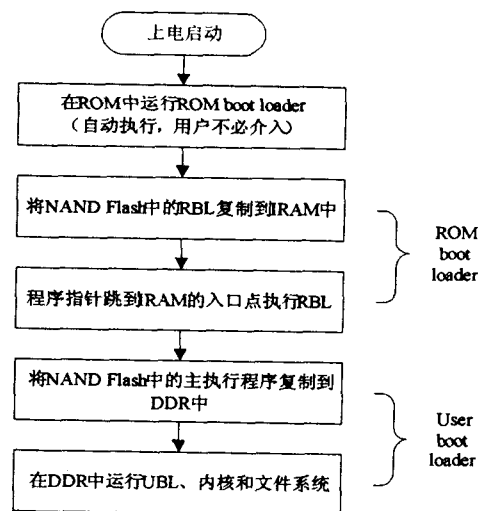 上电启动
在ROM中运行ROM boot loader
（自动执行，用户不必介入）
将NAND Flash中的RBL复制到IRAM中
程序指针跳到IRAM的入口点执行RBL
ROM
boot
loader
将NAND Flash中的主执行程序复制到
DDR中
在DDR中运行UBL、内核和文件系统
User
boot
loader